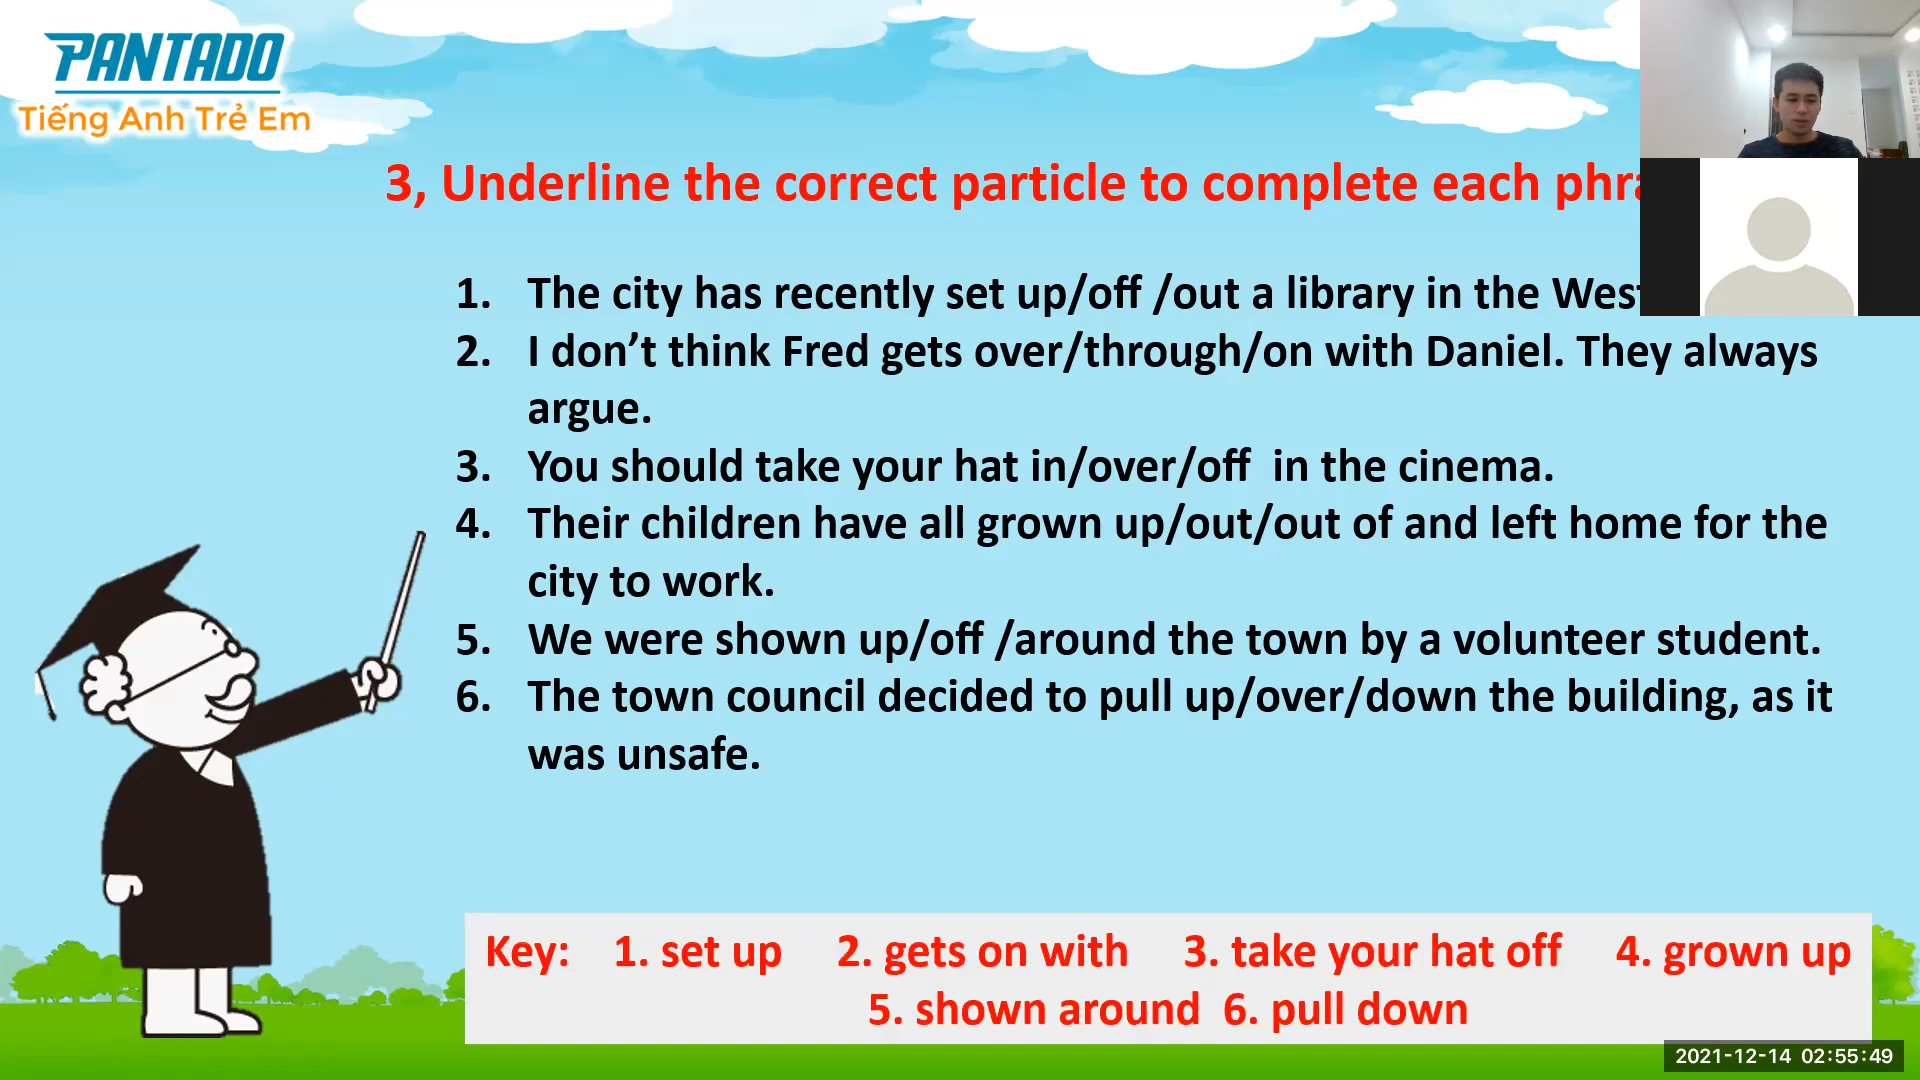 PANTADO
Tiếng Anh Trẻ Em
3, Underline the correct particle to complete each
1. The city has recently set up/off /out a library in the
2. I don’t think Fred gets over/through/on with Daniel. They always
argue.
3. You should take your hat in/over/off in the cinema.
4. Their children have all grown up/out/out of and left home for the
city to work.
5. We were shown up/off /around the town by a volunteer student.
6. The town council decided to pull up/over/down the building, as it
was unsafe.
Key: 1. set up 2. gets on with 3. take your hat off 4. grown up
5. shown around 6. pull down
2021-12-14 02:55:49